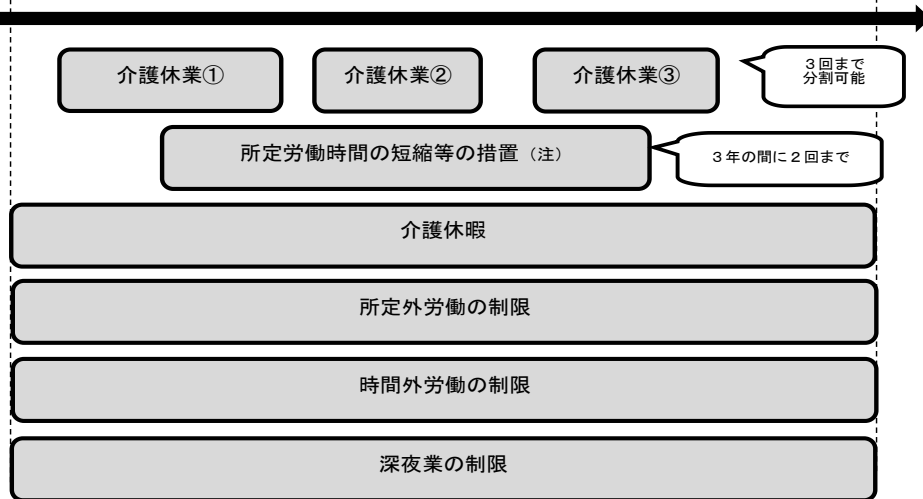 介護休業①
介護休業②
介護休業③
３回まで
分割可能
所定労働時間の短縮等の措置（注）
３年の間に２回まで
介護休暇
所定外労働の制限
時間外労働の制限
深夜業の制限